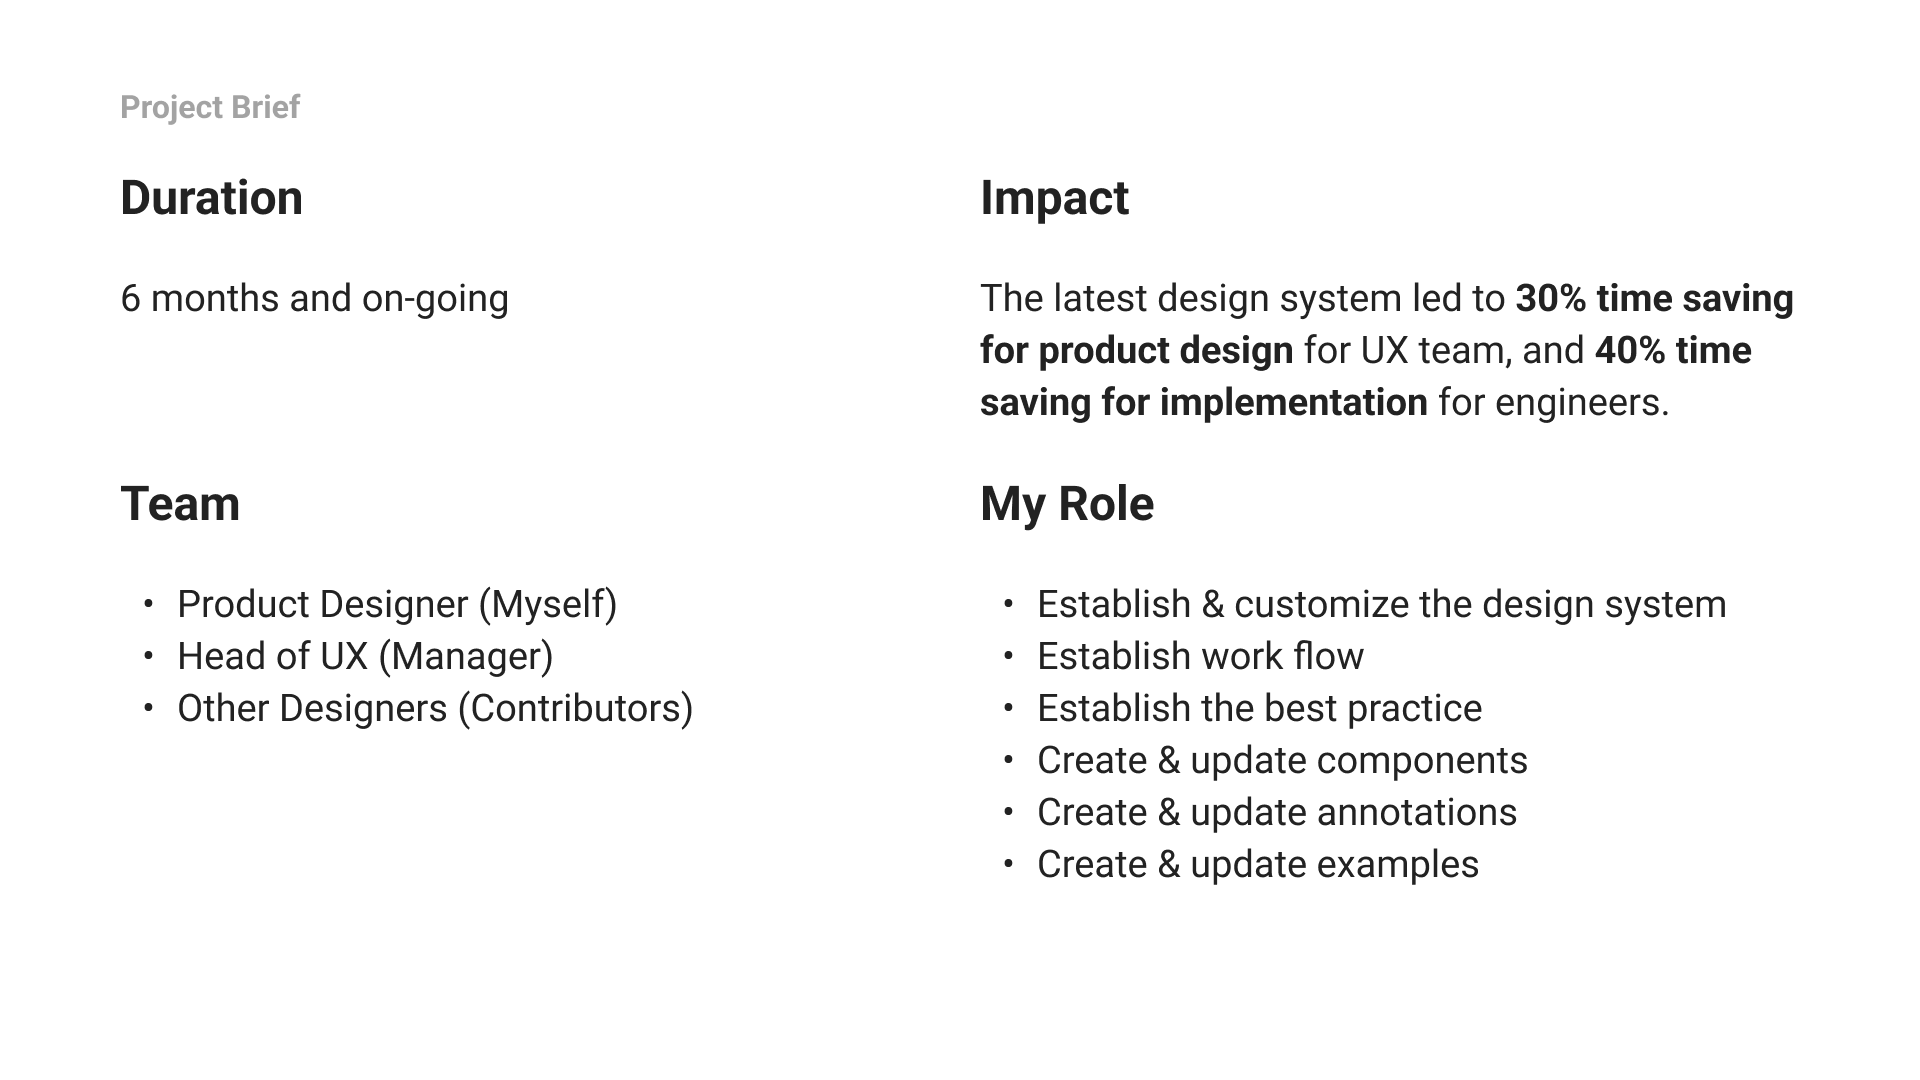 Project Brief
Duration
6 months and on-going
Impact
The latest design system led to 30% time saving
for product design for UX team, and 40% time
saving for implementation for engineers.
Team
• Product Designer (Myself)
• Head of UX (Manager)
• Other Designers (Contributors)
My Role
• Establish & customize the design system
• Establish work flow
• Establish the best practice
• Create & update components
• Create & update annotations
• Create & update examples